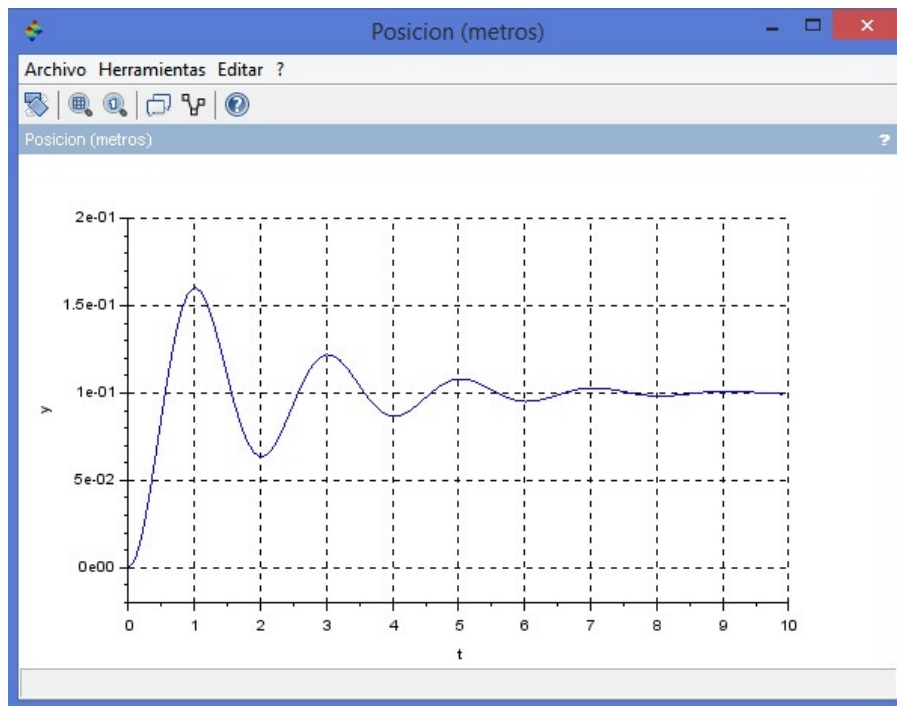 Posicion (metros)
Archivo Herramientas Editar ?
Posicion (metros) ?
2e-01
1.5e-01
1e-01
5e-02
0e00
y
0 1 2 3 4 5 6 7 8 9 10
t